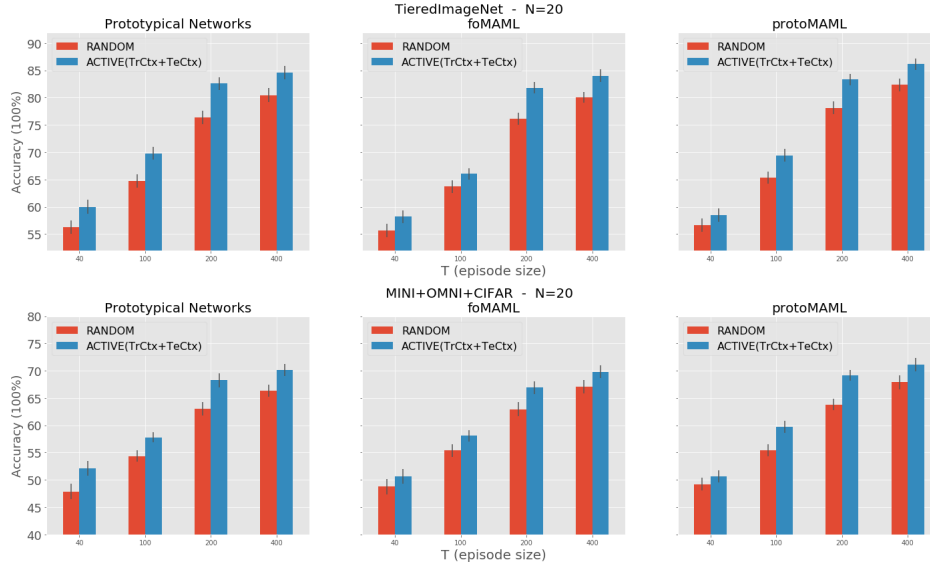 TieredImageNet - N=20
Prototypical Networks
foMAML
protoMAML
Accuracy (100%)
90
85
80
75
70
65
60
55
RANDOM
ACTIVE(TrCtx+TeCtx)
RANDOM
ACTIVE(TrCtx+TeCtx)
RANDOM
ACTIVE(TrCtx+TeCtx)
40 100 200 400
40 100 200 400
40 100 200 400
T (episode size)
MINI+OMNI+CIFAR - N=20
Prototypical Networks
foMAML
protoMAML
Accuracy (100%)
80
75
70
65
60
55
50
45
40
RANDOM
ACTIVE(TrCtx+TeCtx)
RANDOM
ACTIVE(TrCtx+TeCtx)
RANDOM
ACTIVE(TrCtx+TeCtx)
40 100 200 400
40 100 200 400
40 100 200 400
T (episode size)